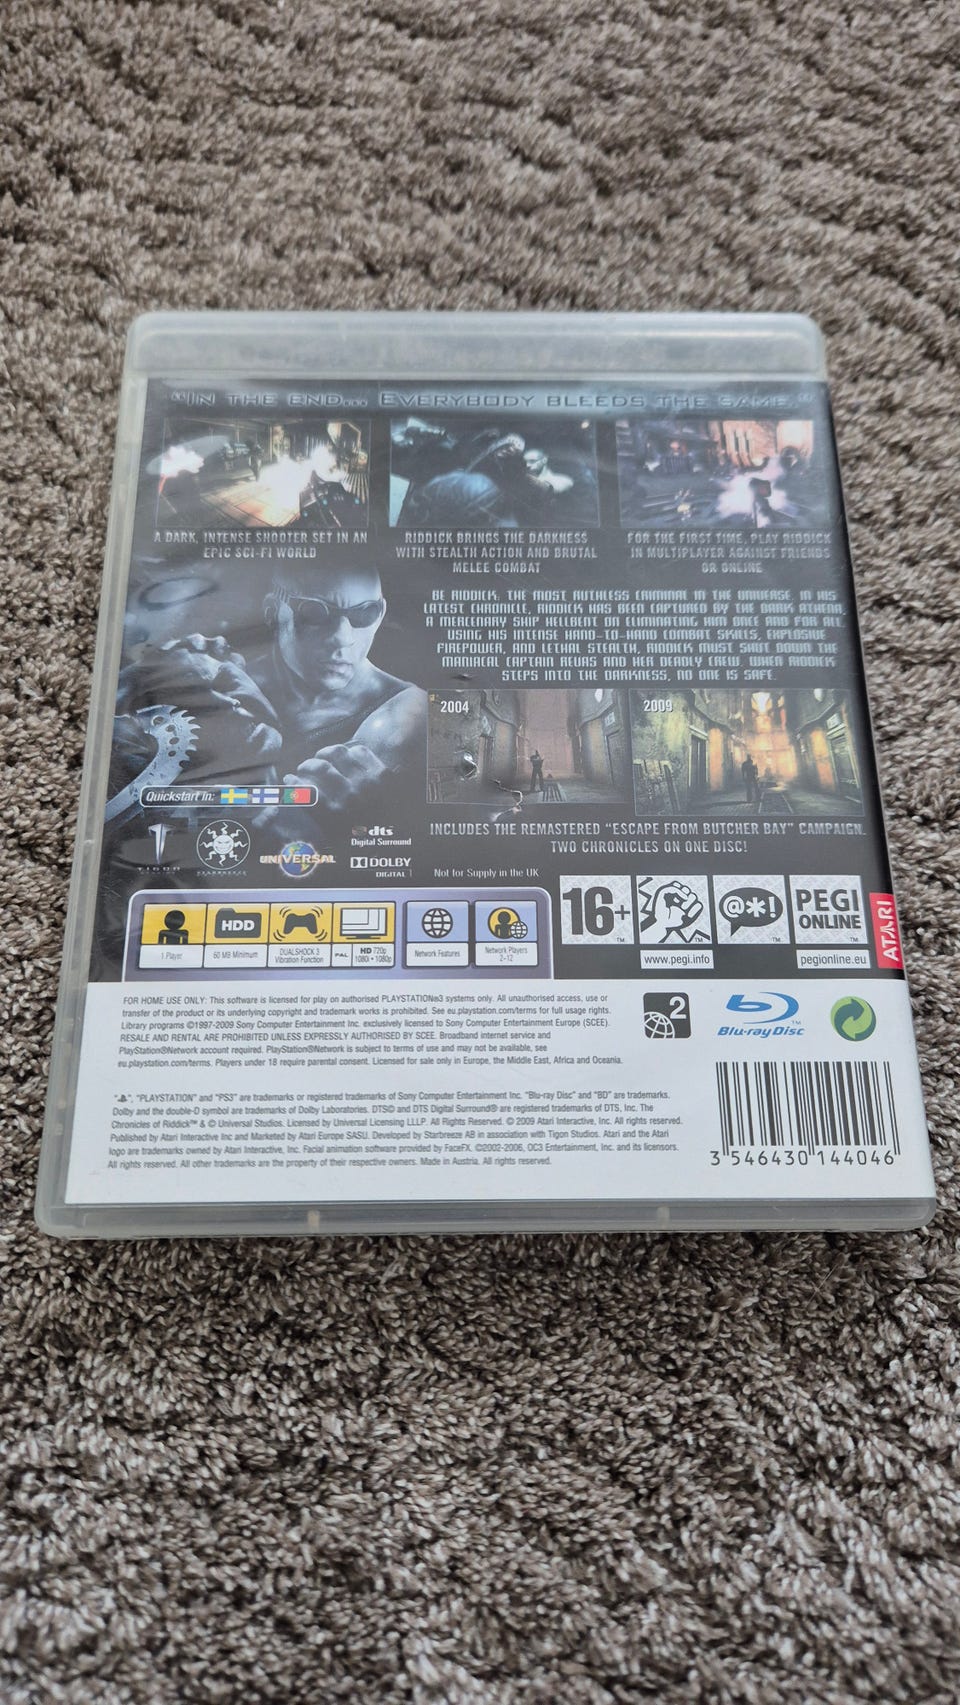 "IN THE END... EVERYBODY BLEEDS THE SAME."
A DARK, INTENSE SHOOTER SET IN AN
EPIC SCI-FI WORLD
RIDDICK BRINGS THE DARKNESS
WITH STEALTH ACTION AND BRUTAL
MELEE COMBAT
FOR THE FIRST TIME, PLAY RIDDICK
IN MULTIPLAYER AGAINST FRIENDS
OR ONLINE
BE RIDDICK: THE MOST RUTHLESS CRIMINAL IN THE UNIVERSE. IN HIS
LATEST CHRONICLE, RIDDICK HAS BEEN CAPTURED BY THE DARK ATHENA,
A MERCENARY SHIP HELLBENT ON ELIMINATING HIM ONCE AND FOR ALL.
USING HIS INTENSE HAND-TO-HAND COMBAT SKILLS, EXPLOSIVE
FIREPOWER, AND LETHAL STEALTH, RIDDICK MUST SHUT DOWN THE
MANIACAL CAPTAIN REVAS AND HER DEADLY CREW. WHEN RIDDICK
STEPS INTO THE DARKNESS, NO ONE IS SAFE.
2004
2009
Quickstart in:
INCLUDES THE REMASTERED "ESCAPE FROM BUTCHER BAY" CAMPAIGN.
TWO CHRONICLES ON ONE DISC!
TIGON
STARBREEZE
UNIVERSAL
dts
Digital Surround
DOLBY
DIGITAL
Not for Supply in the UK
HDD
1 Player
60 MB Minimum
DUALSHOCK 3
Vibration Function
PAL
HD 720p
1080i • 1080p
Network Features
Network Players
2-12
16+
™
@*!
PEGI
ONLINE
www.pegi.info
pegionline.eu
ATARI
FOR HOME USE ONLY: This software is licensed for play on authorised PLAYSTATION®3 systems only. All unauthorised access, use or
transfer of the product or its underlying copyright and trademark works is prohibited. See eu.playstation.com/terms for full usage rights.
Library programs ©1997-2009 Sony Computer Entertainment Inc. exclusively licensed to Sony Computer Entertainment Europe (SCEE).
RESALE AND RENTAL ARE PROHIBITED UNLESS EXPRESSLY AUTHORISED BY SCEE. Broadband internet service and
PlayStation®Network account required. PlayStation®Network is subject to terms of use and may not be available, see
eu.playstation.com/terms. Players under 18 require parental consent. Licensed for sale only in Europe, the Middle East, Africa and Oceania.
2
Blu-ray Disc
™
", "PLAYSTATION" and "PS3" are trademarks or registered trademarks of Sony Computer Entertainment Inc. "Blu-ray Disc" and "BD" are trademarks.
Dolby and the double-D symbol are trademarks of Dolby Laboratories. DTS® and DTS Digital Surround® are registered trademarks of DTS, Inc. The
Chronicles of Riddick™ & © Universal Studios. Licensed by Universal Licensing LLLP. All Rights Reserved. © 2009 Atari Interactive, Inc. All rights reserved.
Published by Atari Interactive Inc and Marketed by Atari Europe SASU. Developed by Starbreeze AB in association with Tigon Studios. Atari and the Atari
logo are trademarks owned by Atari Interactive, Inc. Facial animation software provided by FaceFX. ©2002-2006, OC3 Entertainment, Inc. and its licensors.
All rights reserved. All other trademarks are the property of their respective owners. Made in Austria. All rights reserved.
3 546430 144046